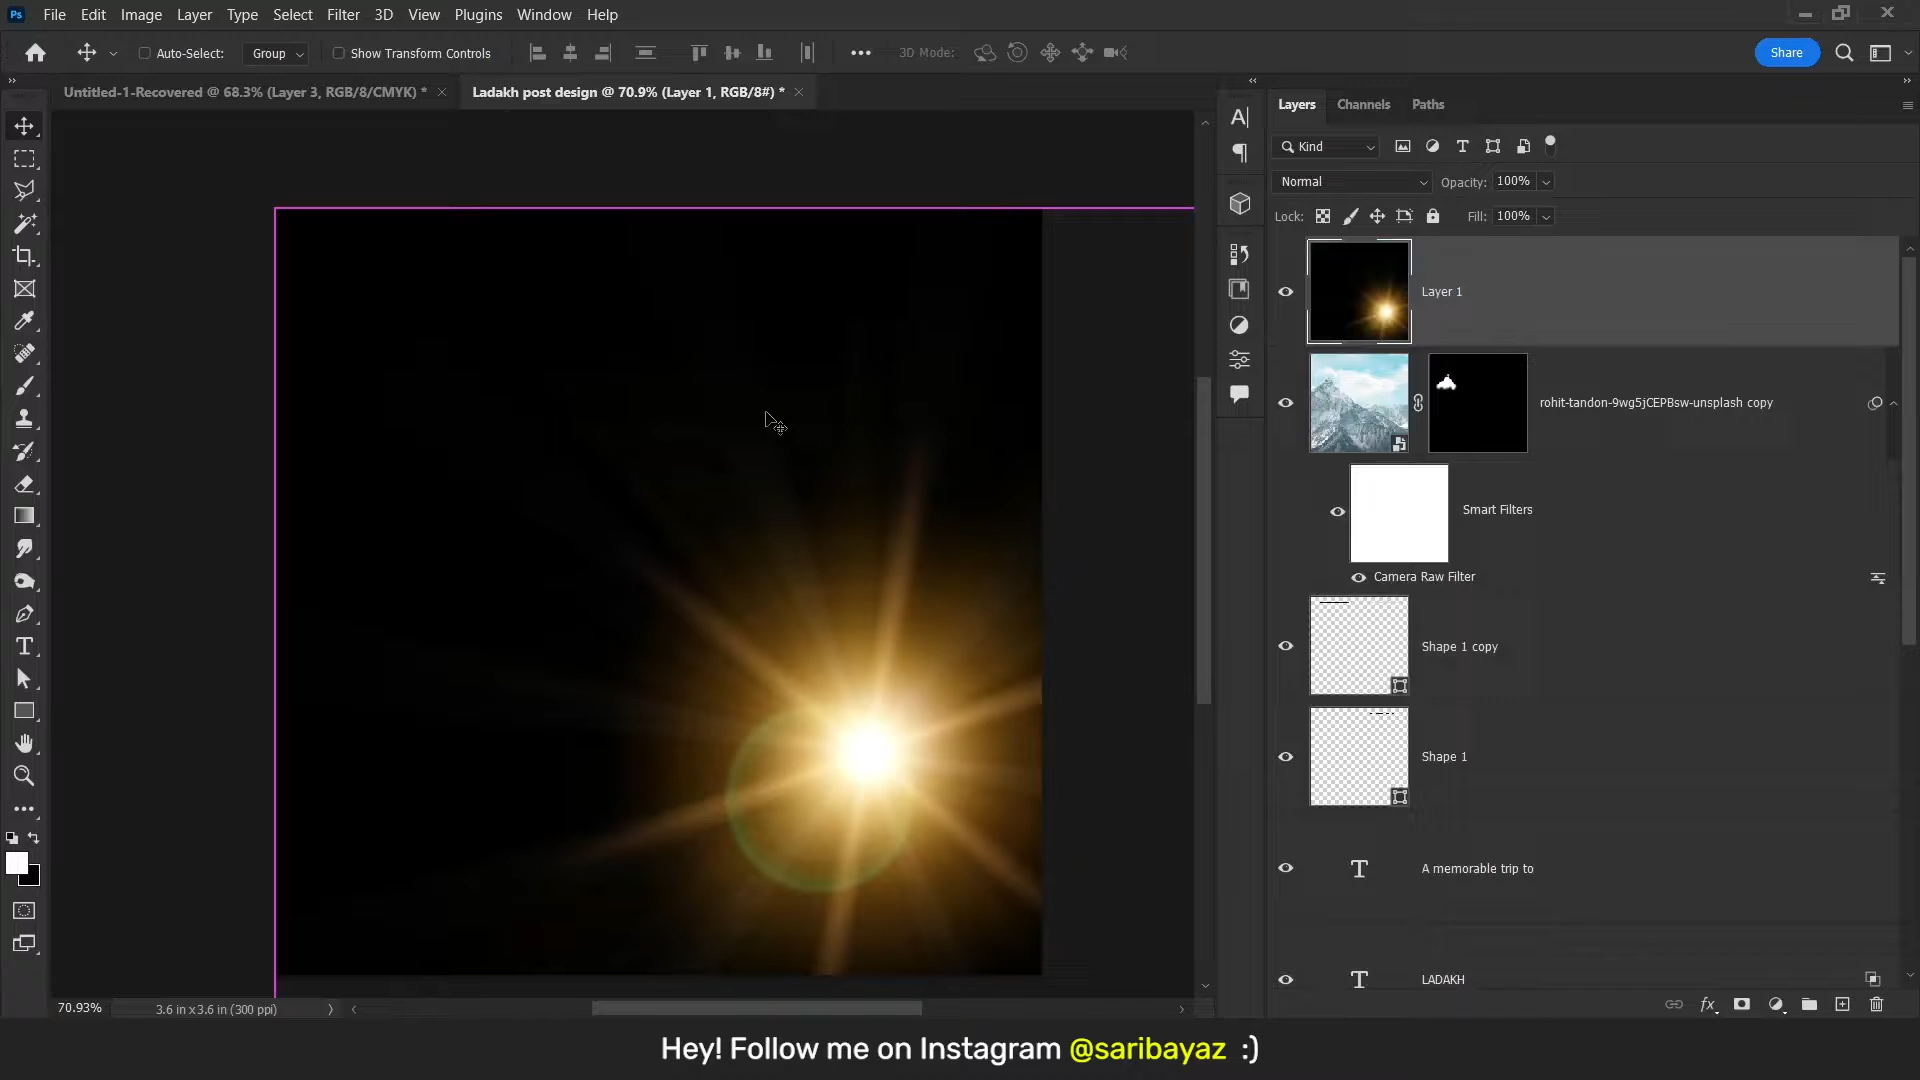 Ps File Edit Image Layer Type Select Filter 3D View Plugins Window Help
Auto-Select: Group Show Transform Controls 3D Mode: Share
Untitled-1-Recovered @ 68.3% (Layer 3, RGB/8/CMYK) * Ladakh post design @ 70.9% (Layer 1, RGB/8#) *
Layers Channels Paths
Kind
Normal Opacity: 100%
Lock: Fill: 100%
Layer 1
rohit-tandon-9wg5jCEPBsw-unsplash copy
Smart Filters
Camera Raw Filter
Shape 1 copy
Shape 1
A memorable trip to
LADAKH
70.93% 3.6 in x 3.6 in (300 ppi)
Hey! Follow me on Instagram @saribayaz :)